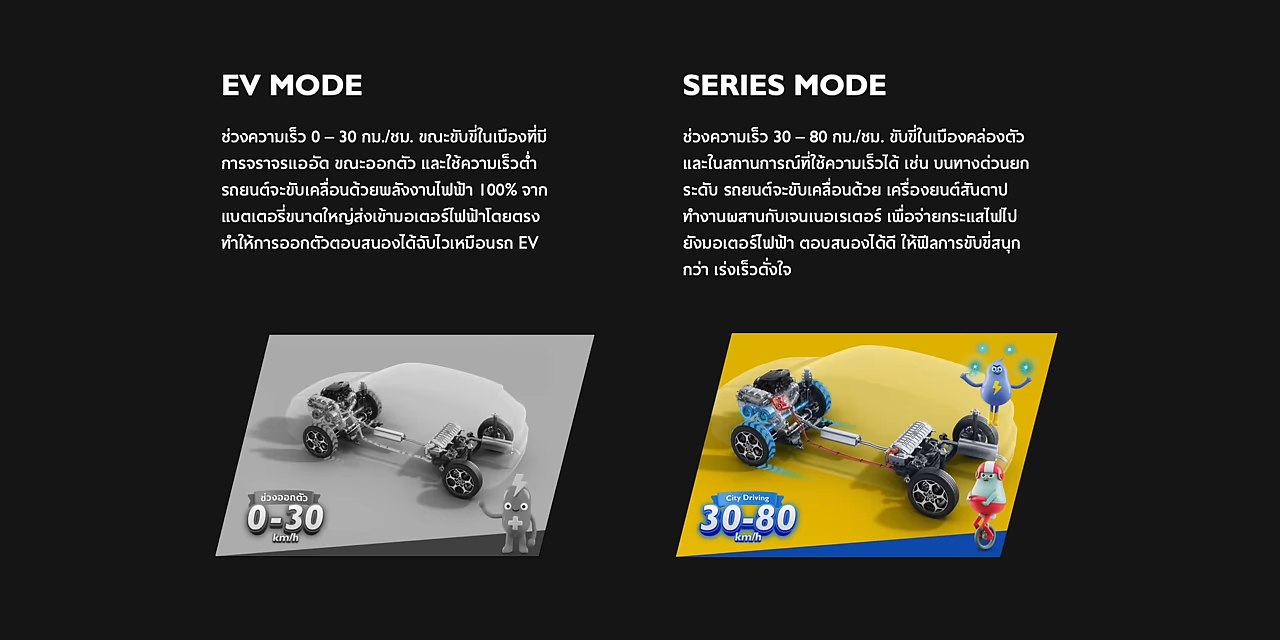 EV MODE
ช่วงความเร็ว 0 – 30 กม./ชม. ขณะขับขี่ในเมืองที่มี
การจราจรแออัด ขณะออกตัว และใช้ความเร็วต่ำ
รถยนต์จะขับเคลื่อนด้วยพลังงานไฟฟ้า 100% จาก
แบตเตอรี่ขนาดใหญ่ส่งเข้ามอเตอร์ไฟฟ้าโดยตรง
ทำให้การออกตัวตอบสนองได้ฉับไวเหมือนรถ EV
ช่วงออกตัว
0-30
km/h
SERIES MODE
ช่วงความเร็ว 30 – 80 กม./ชม. ขับขี่ในเมืองคล่องตัว
และในสถานการณ์ที่ใช้ความเร็วได้ เช่น บนทางด่วนยก
ระดับ รถยนต์จะขับเคลื่อนด้วย เครื่องยนต์สันดาป
ทำงานผสานกับเจนเนอเรเตอร์ เพื่อจ่ายกระแสไฟไป
ยังมอเตอร์ไฟฟ้า ตอบสนองได้ดี ให้ฟีลการขับขี่สนุก
กว่า เร่งเร็วดั่งใจ
City Driving
30-80
km/h